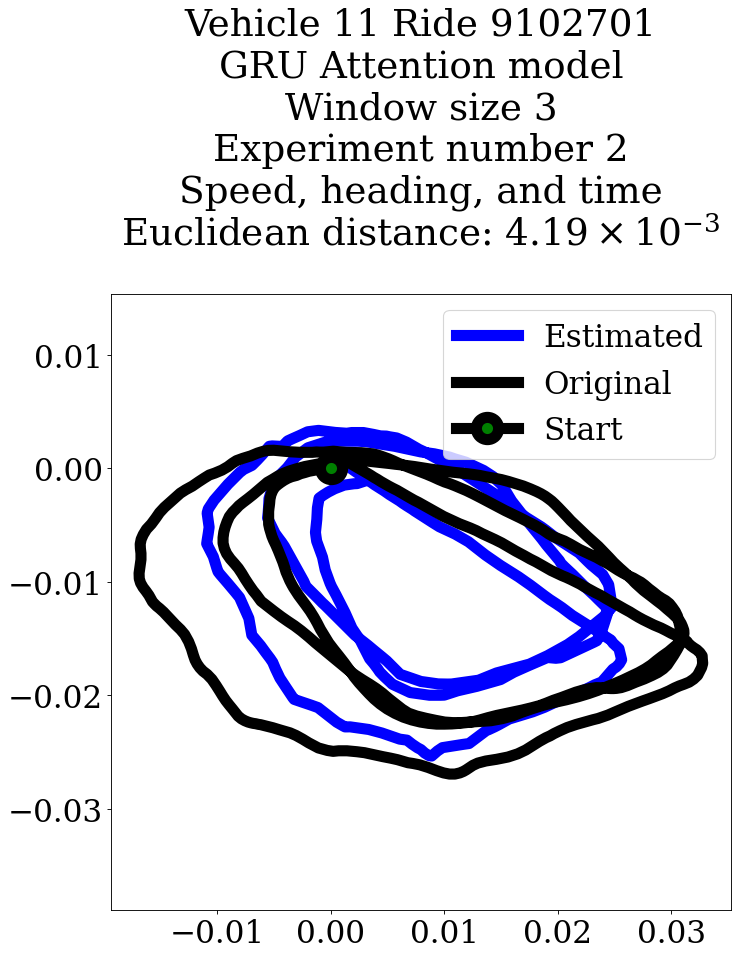 Vehicle 11 Ride 9102701
GRU Attention model
Window size 3
Experiment number 2
Speed, heading, and time
Euclidean distance: 4.19 × 10⁻³
Estimated
Original
Start
0.01
0.00
−0.01
−0.02
−0.03
−0.01 0.00 0.01 0.02 0.03